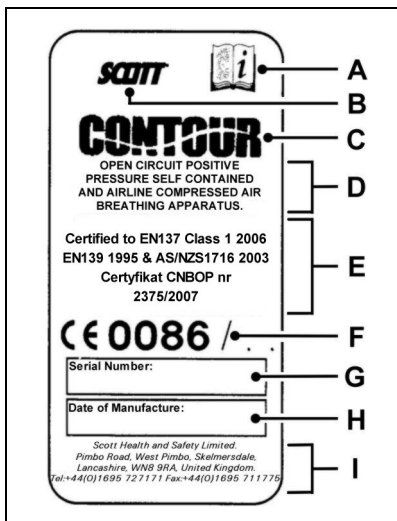 SCOTT
i
A
B
CONTOUR
C
OPEN CIRCUIT POSITIVE
PRESSURE SELF CONTAINED
AND AIRLINE COMPRESSED AIR
BREATHING APPARATUS.
D
Certified to EN137 Class 1 2006
EN139 1995 & AS/NZS1716 2003
Certyfikat CNBOP nr
2375/2007
E
CE 0086 / . .
F
Serial Number:
G
Date of Manufacture:
H
Scott Health and Safety Limited.
Pimbo Road, West Pimbo, Skelmersdale,
Lancashire, WN8 9RA, United Kingdom.
Tel:+44(O)1695 727171 Fax:+44(O)1695 711775
I